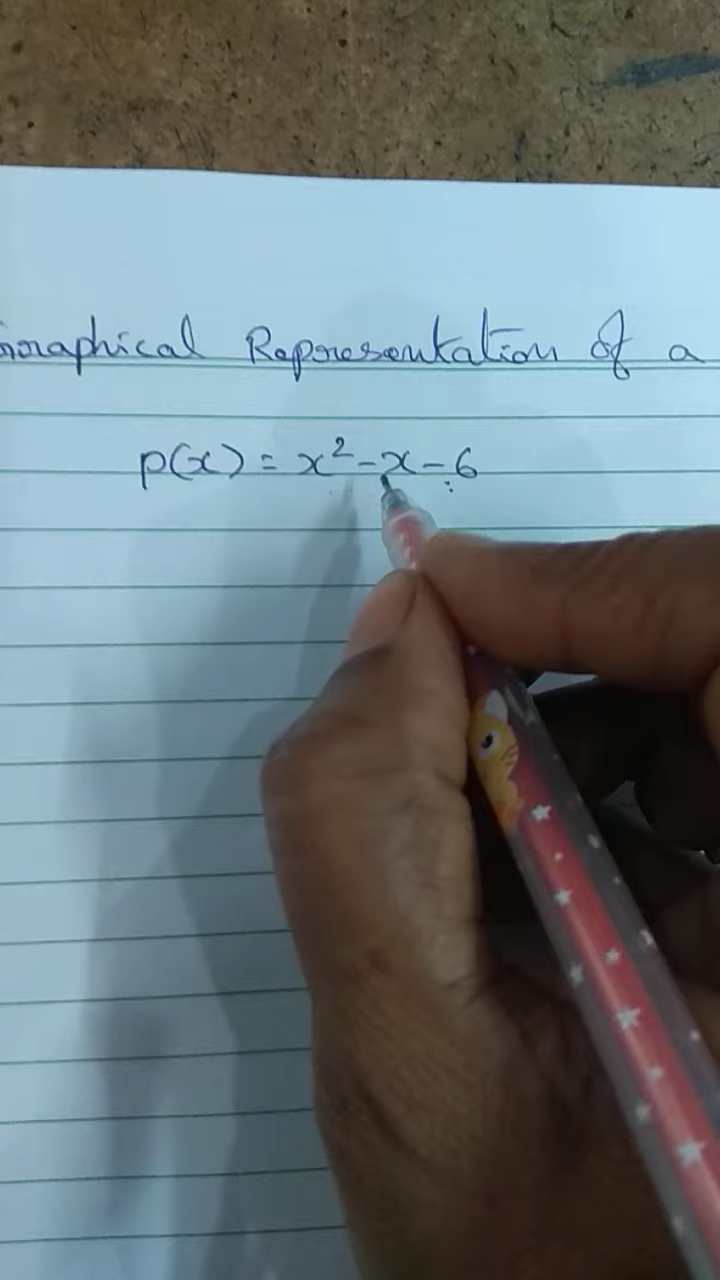 Graphical Representation of a
p(x) = x² - x - 6